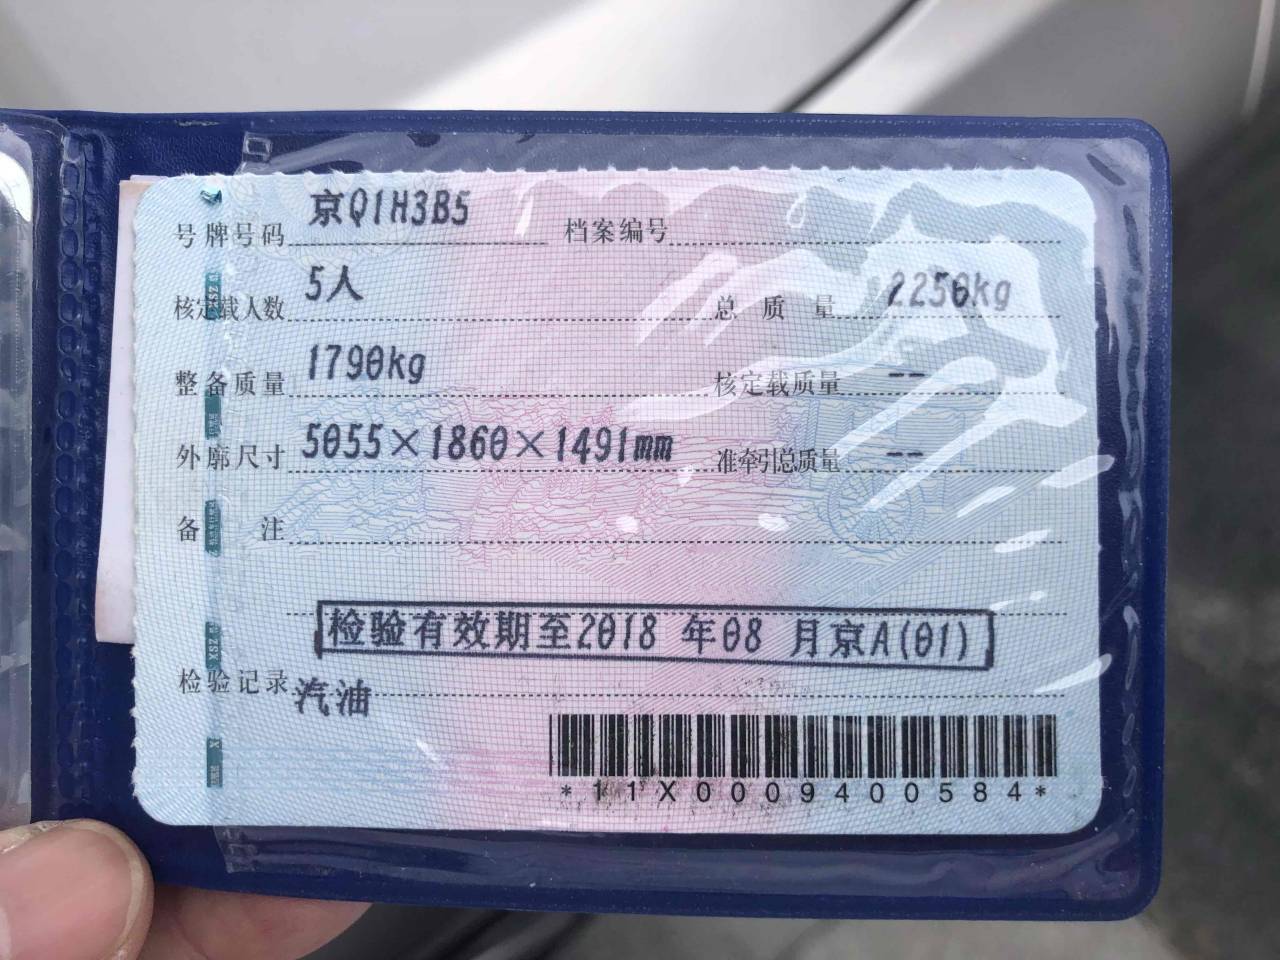 号牌号码 京Q1H3B5 档案编号
核定载人数 5人 总质量 2250kg
整备质量 1790kg 核定载质量 --
外廓尺寸 5055×1860×1491mm 准牵引总质量 --
备注
检验有效期至2018 年08 月京A(01)
检验记录
汽油
*11X0009400584*